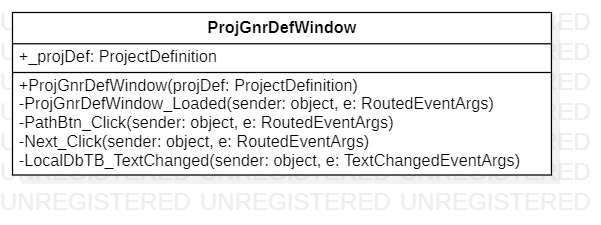 ProjGnrDefWindow
+_projDef: ProjectDefinition
+ProjGnrDefWindow(projDef: ProjectDefinition)
-ProjGnrDefWindow_Loaded(sender: object, e: RoutedEventArgs)
-PathBtn_Click(sender: object, e: RoutedEventArgs)
-Next_Click(sender: object, e: RoutedEventArgs)
-LocalDbTB_TextChanged(sender: object, e: TextChangedEventArgs)
UNREGISTERED UNREGISTERED UNREGISTERED